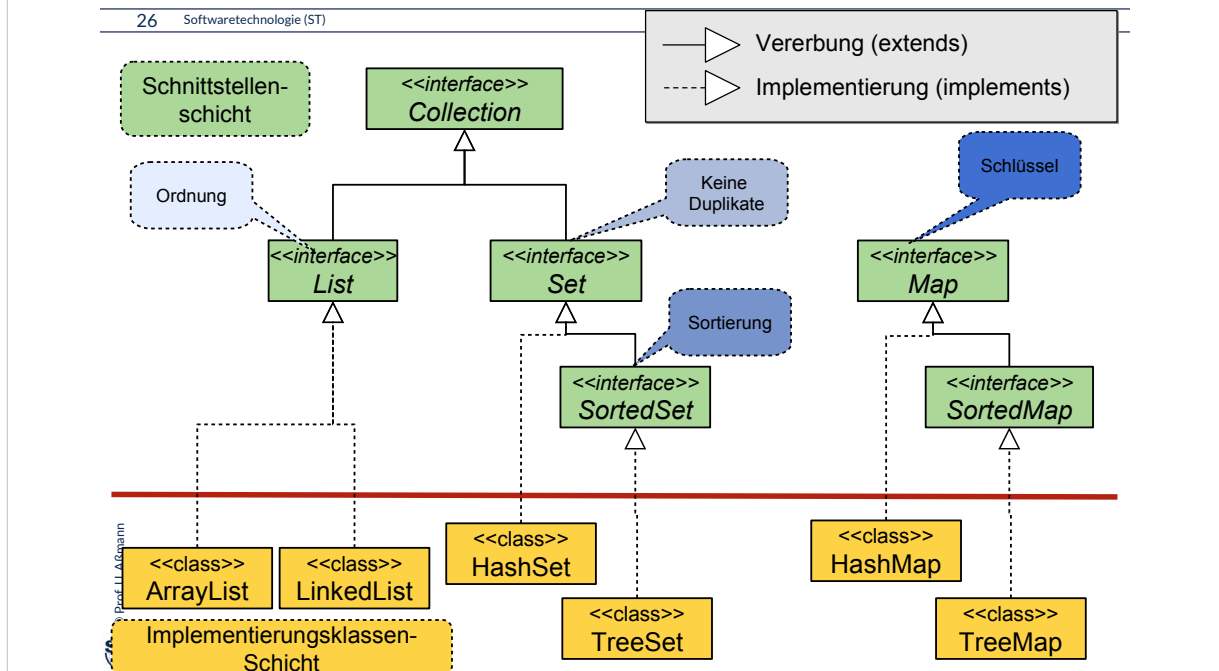 26 Softwaretechnologie (ST)
Vererbung (extends)
Implementierung (implements)
Schnittstellen-
schicht
<<interface>>
Collection
Ordnung
Keine
Duplikate
Schlüssel
<<interface>>
List
<<interface>>
Set
<<interface>>
Map
Sortierung
<<interface>>
SortedSet
<<interface>>
SortedMap
© Prof. U. Aßmann
<<class>>
ArrayList
<<class>>
LinkedList
<<class>>
HashSet
<<class>>
HashMap
<<class>>
TreeSet
<<class>>
TreeMap
Implementierungsklassen-
Schicht